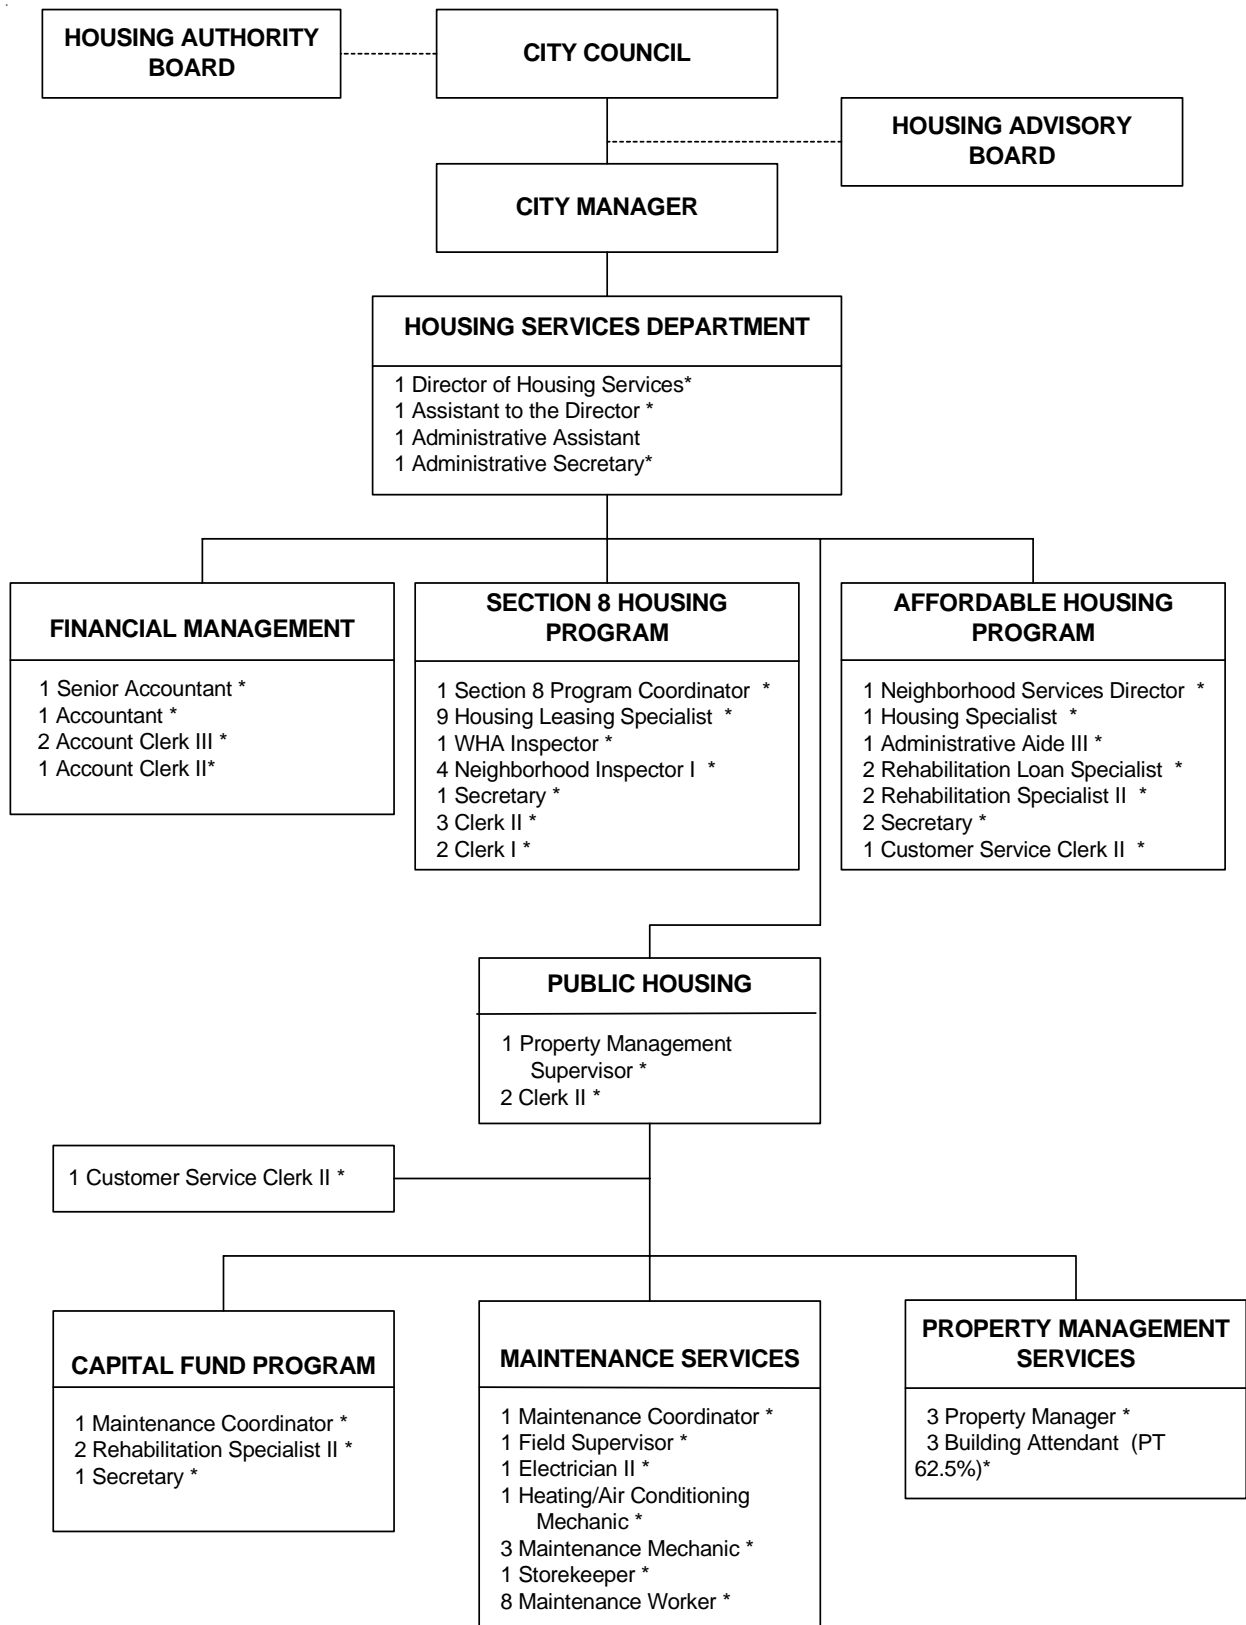 HOUSING AUTHORITY
BOARD
CITY COUNCIL
HOUSING ADVISORY
BOARD
CITY MANAGER
HOUSING SERVICES DEPARTMENT
1 Director of Housing Services*
1 Assistant to the Director *
1 Administrative Assistant
1 Administrative Secretary*
FINANCIAL MANAGEMENT
1 Senior Accountant *
1 Accountant *
2 Account Clerk III *
1 Account Clerk II*
SECTION 8 HOUSING
PROGRAM
1 Section 8 Program Coordinator *
9 Housing Leasing Specialist *
1 WHA Inspector *
4 Neighborhood Inspector I *
1 Secretary *
3 Clerk II *
2 Clerk I *
AFFORDABLE HOUSING
PROGRAM
1 Neighborhood Services Director *
1 Housing Specialist *
1 Administrative Aide III *
2 Rehabilitation Loan Specialist *
2 Rehabilitation Specialist II *
2 Secretary *
1 Customer Service Clerk II *
PUBLIC HOUSING
1 Property Management
Supervisor *
2 Clerk II *
1 Customer Service Clerk II *
CAPITAL FUND PROGRAM
1 Maintenance Coordinator *
2 Rehabilitation Specialist II *
1 Secretary *
MAINTENANCE SERVICES
1 Maintenance Coordinator *
1 Field Supervisor *
1 Electrician II *
1 Heating/Air Conditioning
Mechanic *
3 Maintenance Mechanic *
1 Storekeeper *
8 Maintenance Worker *
PROPERTY MANAGEMENT
SERVICES
3 Property Manager *
3 Building Attendant (PT
62.5%)*